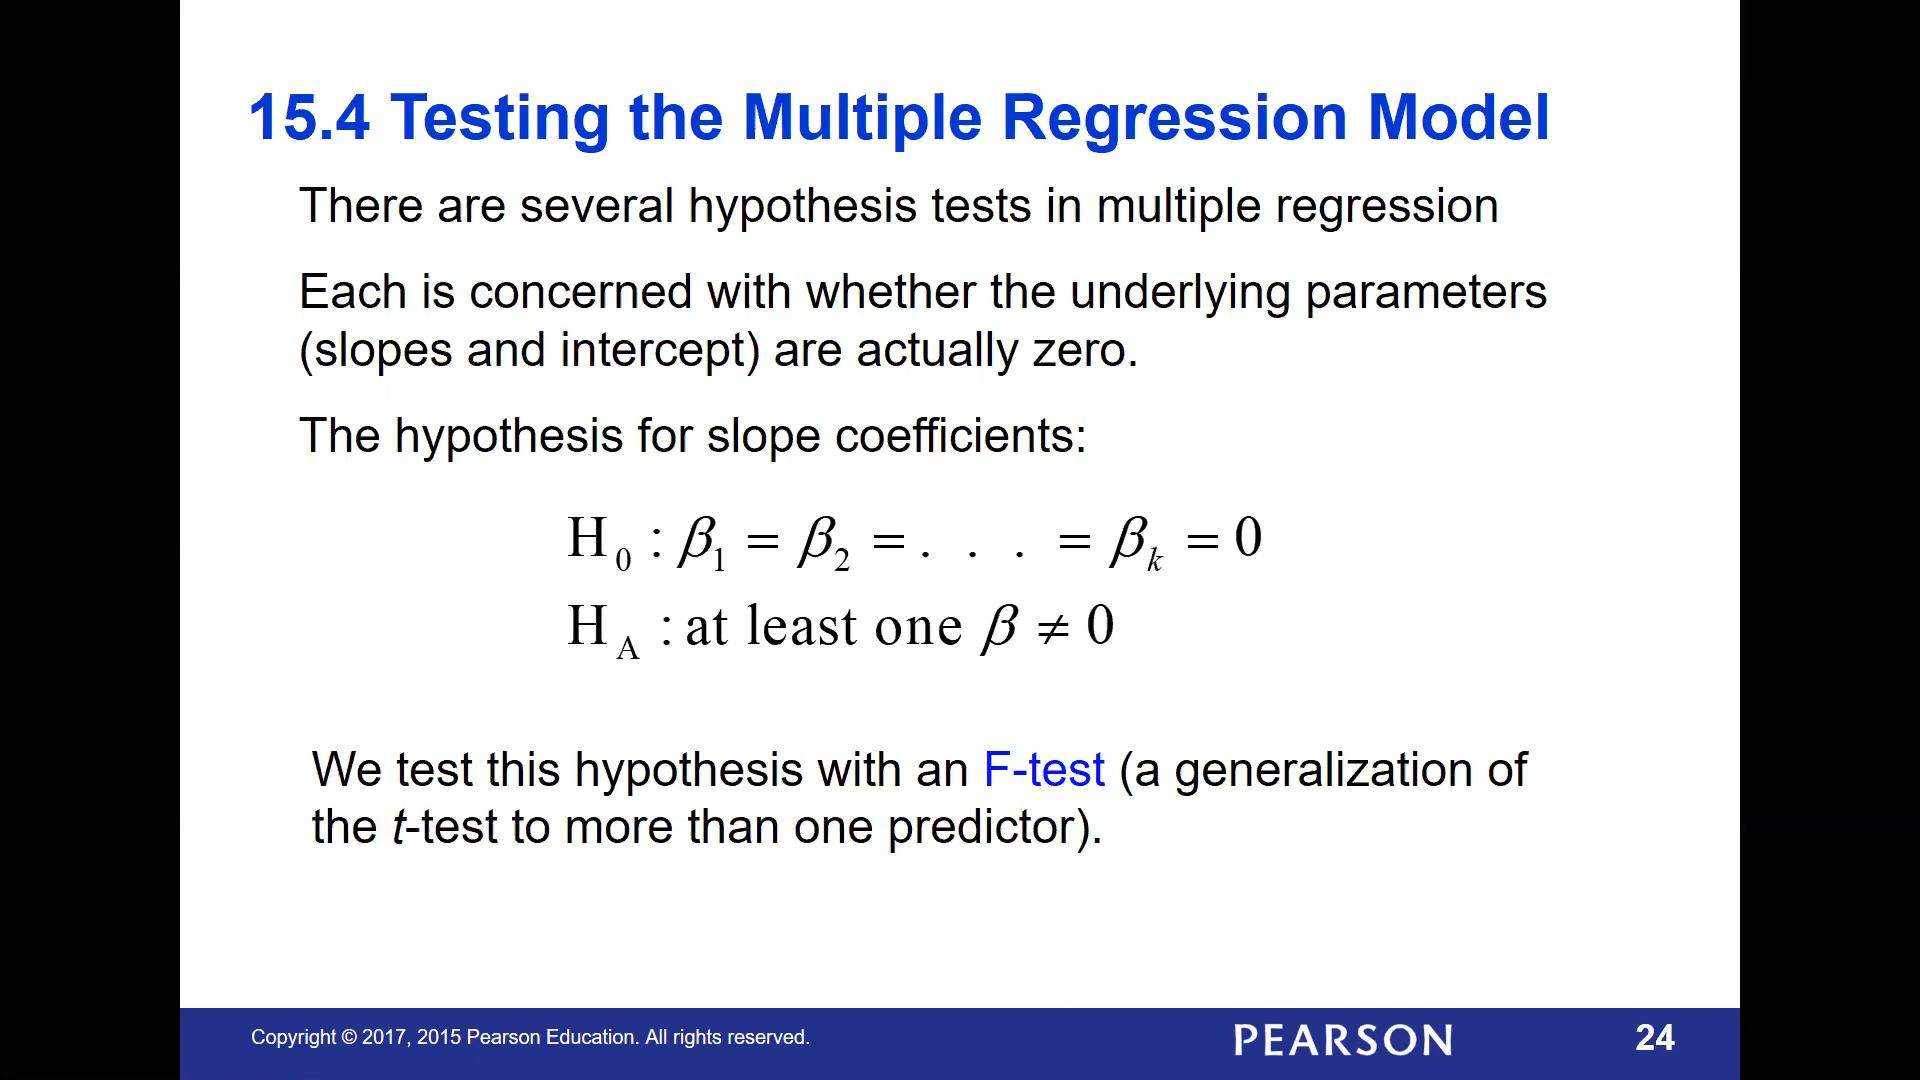 15.4 Testing the Multiple Regression Model
There are several hypothesis tests in multiple regression
Each is concerned with whether the underlying parameters
(slopes and intercept) are actually zero.
The hypothesis for slope coefficients:
H₀ : β₁ = β₂ = . . . = βₖ = 0
H_A : at least one β ≠ 0
We test this hypothesis with an F-test (a generalization of
the t-test to more than one predictor).
Copyright © 2017, 2015 Pearson Education. All rights reserved.
PEARSON
24